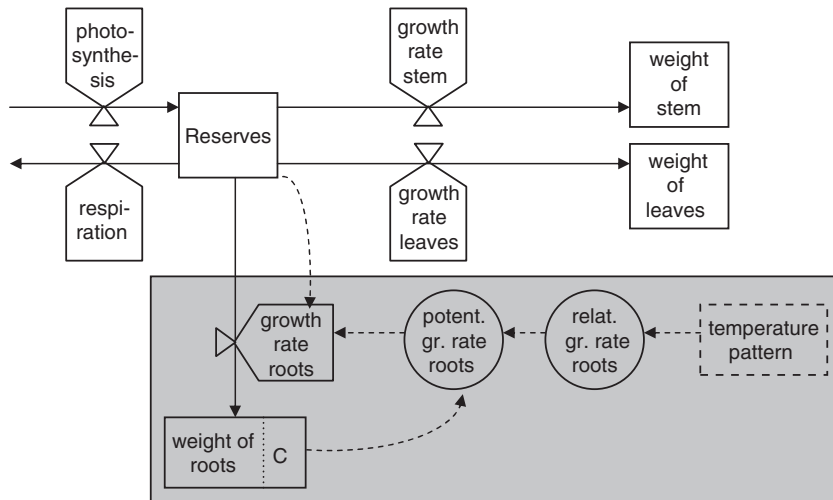 photo-
synthe-
sis
growth
rate
stem
weight
of
stem
Reserves
respi-
ration
growth
rate
leaves
weight
of
leaves
growth
rate
roots
potent.
gr. rate
roots
relat.
gr. rate
roots
temperature
pattern
weight of
roots
C